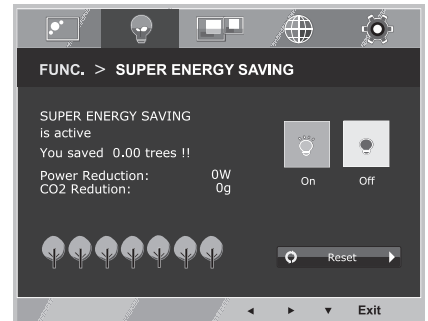 FUNC. > SUPER ENERGY SAVING
SUPER ENERGY SAVING
is active
You saved 0.00 trees !!
Power Reduction: 0W
CO2 Redution: 0g
On Off
Reset
Exit